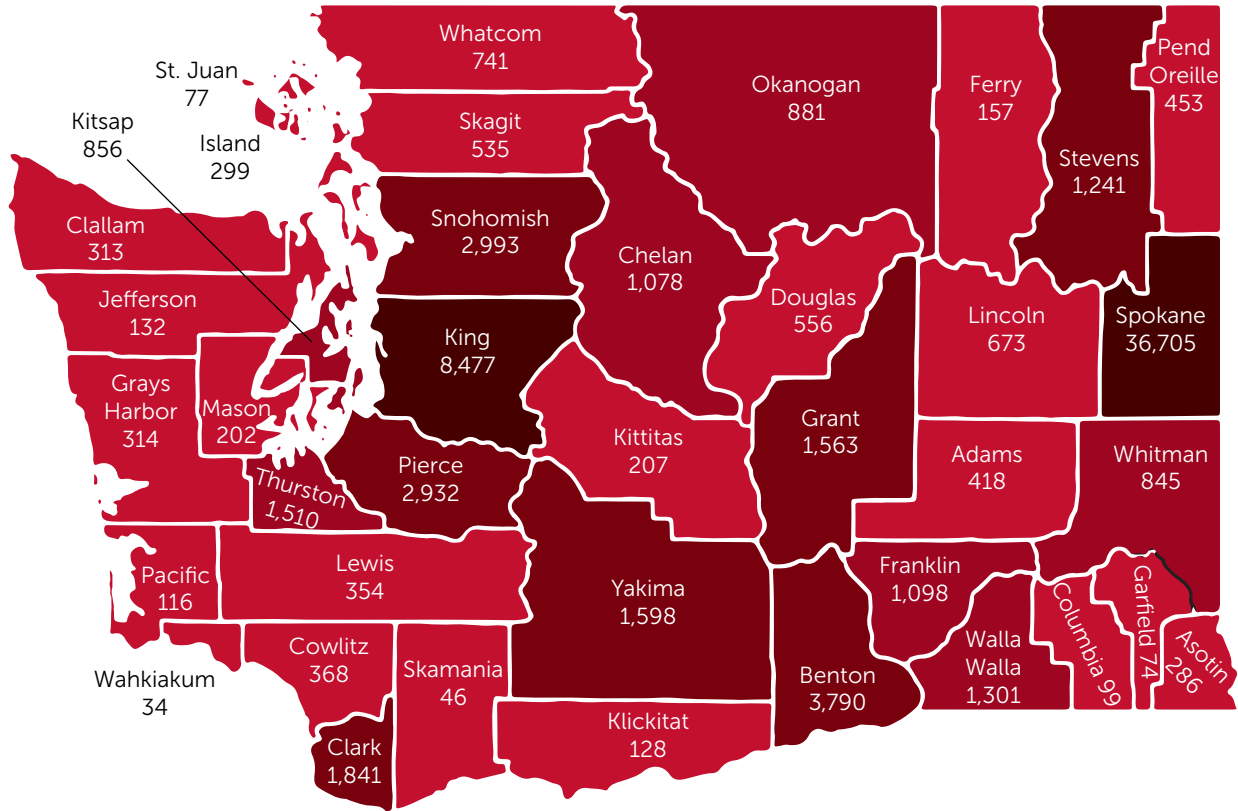 Whatcom
741
St. Juan
77
Kitsap
856
Island
299
Skagit
535
Okanogan
881
Ferry
157
Pend
Oreille
453
Stevens
1,241
Clallam
313
Snohomish
2,993
Chelan
1,078
Jefferson
132
King
8,477
Douglas
556
Lincoln
673
Spokane
36,705
Grays
Harbor
314
Mason
202
Kittitas
207
Grant
1,563
Adams
418
Whitman
845
Thurston
1,510
Pierce
2,932
Pacific
116
Lewis
354
Yakima
1,598
Franklin
1,098
Columbia 99
Garfield 74
Asotin
286
Walla
Walla
1,301
Benton
3,790
Wahkiakum
34
Cowlitz
368
Skamania
46
Klickitat
128
Clark
1,841